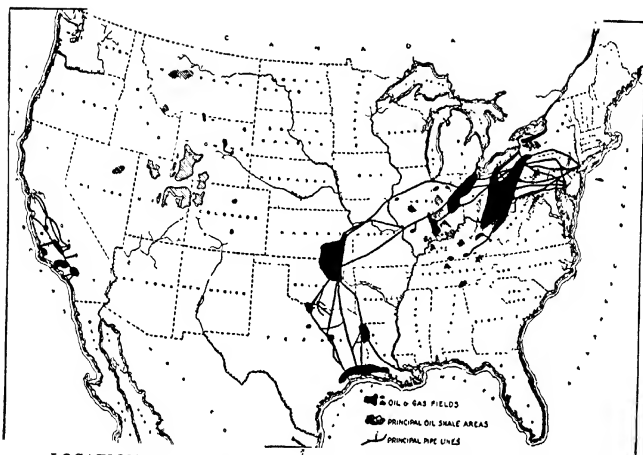 C A N A D A
OIL & GAS FIELDS
PRINCIPAL OIL SHALE AREAS
PRINCIPAL PIPE LINES